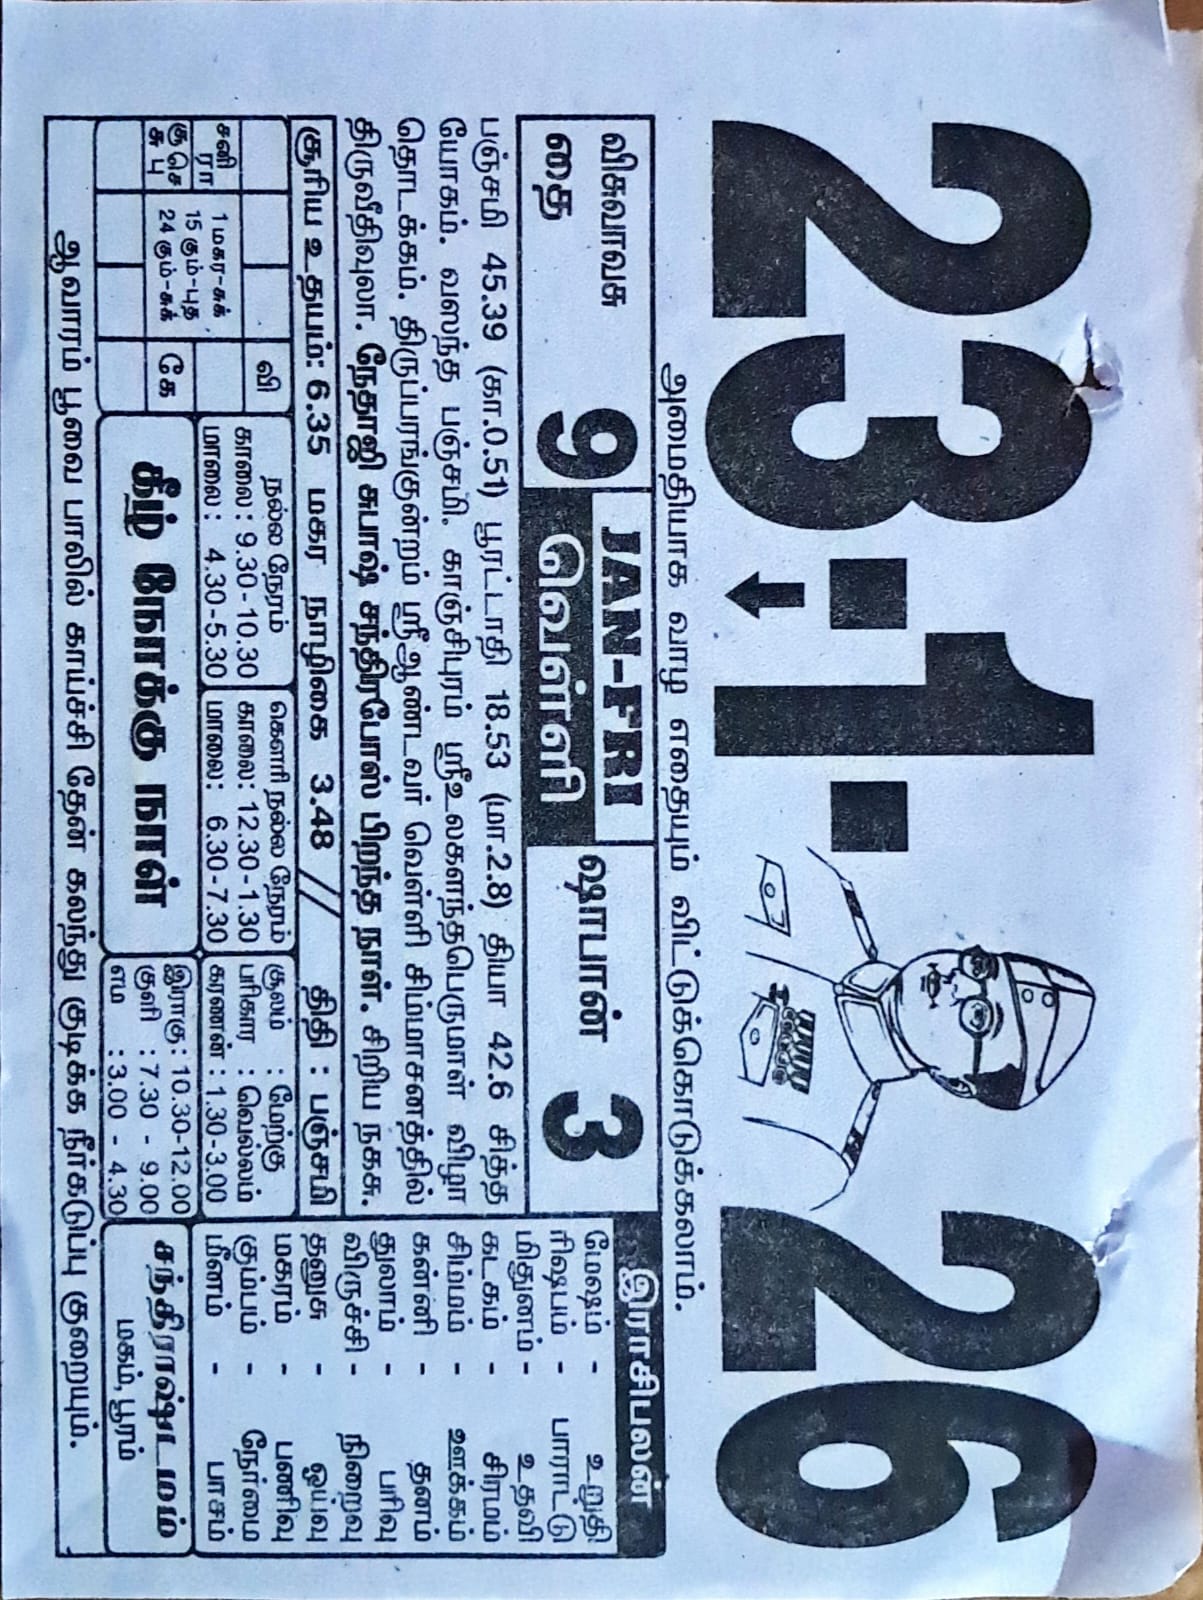 23-1-26
அமைதியாக வாழ எதையும் விட்டுக்கொடுக்கலாம்.
விசுவாவசு
தை 9
JAN-FRI
வெள்ளி
ஷாபான் 3
பஞ்சமி 45.39 (கா.0.51) பூரட்டாதி 18.53 (மா.2.8) தியா 42.6 சித்த
யோகம். வஸந்த பஞ்சமி. காஞ்சிபுரம் ஸ்ரீஉலகளந்தபெருமாள் விழா
தொடக்கம். திருப்பரங்குன்றம் ஸ்ரீஆண்டவர் வெள்ளி சிம்மாசனத்தில்
திருவீதிவுலா. நேதாஜி சுபாஷ் சந்திரபோஸ் பிறந்த நாள். சிறிய நகசு.
சூரிய உதயம்: 6.35 மகர நாழிகை 3.48 // திதி : பஞ்சமி
இராசிபலன்
மேஷம் - உறுதி
ரிஷபம் - பாராட்டு
மிதுனம் - உதவி
கடகம் - சிரமம்
சிம்மம் - ஊக்கம்
கன்னி - தனம்
துலாம் - பரிவு
விருச்சி - நிறைவு
தனுசு - ஓய்வு
மகரம் - பணிவு
கும்பம் - நேர்மை
மீனம் - பாசம்
வி
சனி
ரா
1 மகர-சுக்
15 கும்-புத
24 கும்-சுக்
கு செ
சு பு
கே
நல்ல நேரம்
காலை: 9.30-10.30
மாலை: 4.30-5.30
கௌரி நல்ல நேரம்
காலை: 12.30-1.30
மாலை: 6.30-7.30
சூலம் : மேற்கு
பரிகார : வெல்லம்
கரணன் : 1.30-3.00
கீழ் நோக்கு நாள்
இராகு : 10.30-12.00
குளி : 7.30 - 9.00
எம : 3.00 - 4.30
சந்திராஷ்டமம்
மகம், பூரம்
ஆவாரம் பூவை பாலில் காய்ச்சி தேன் கலந்து குடிக்க நீர்கடுப்பு குறையும்.